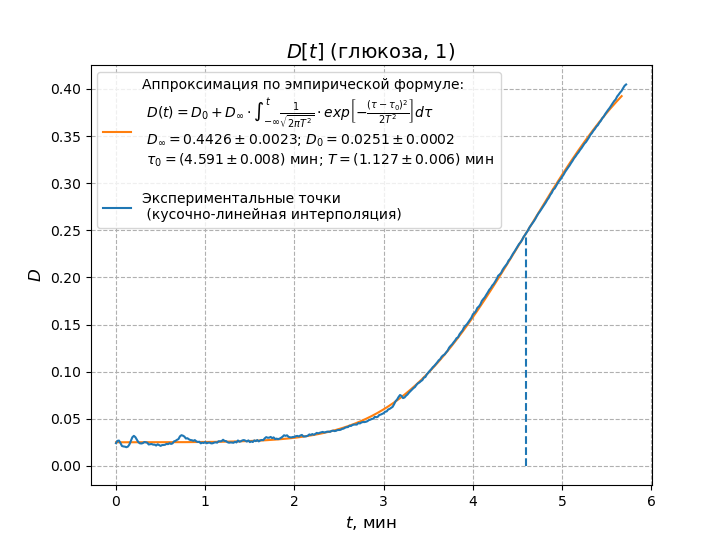 D[t] (глюкоза, 1)
Аппроксимация по эмпирической формуле:
D(t) = D₀ + D∞ · ∫₋∞ᵗ 1/√(2πT²) · exp[−(τ−τ₀)²/2T²]dτ
D∞ = 0.4426 ± 0.0023; D₀ = 0.0251 ± 0.0002
τ₀ = (4.591 ± 0.008) мин; T = (1.127 ± 0.006) мин
Экспериментальные точки
(кусочно-линейная интерполяция)
D
0.40
0.35
0.30
0.25
0.20
0.15
0.10
0.05
0.00
0 1 2 3 4 5 6
t, мин